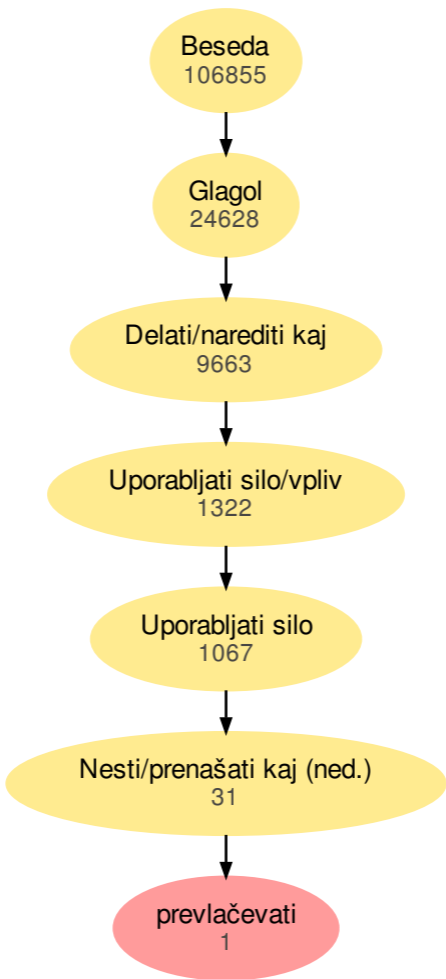 Beseda
106855
Glagol
24628
Delati/narediti kaj
9663
Uporabljati silo/vpliv
1322
Uporabljati silo
1067
Nesti/prenašati kaj (ned.)
31
prevlačevati
1